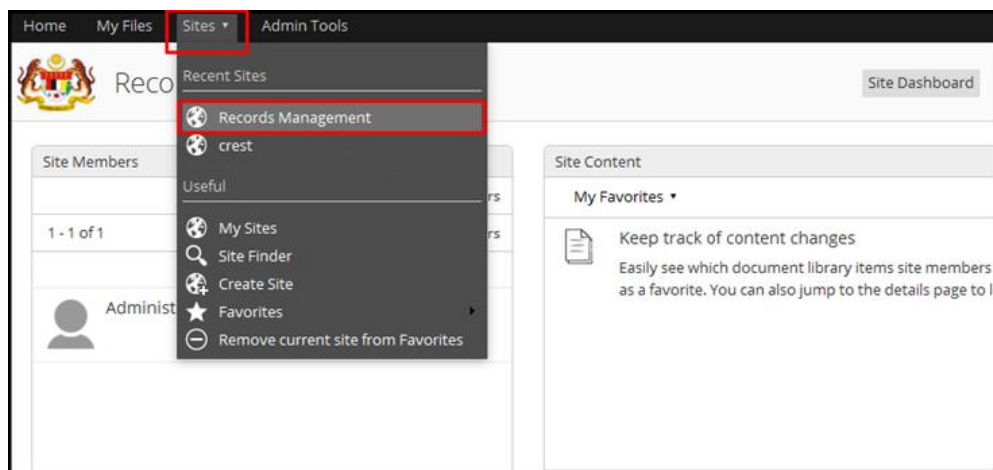 Home My Files Sites Admin Tools
Reco
Site Dashboard
Recent Sites
Records Management
crest
Useful
My Sites
Site Finder
Create Site
Favorites
Remove current site from Favorites
Site Members
rs
1 - 1 of 1
rs
Administ
Site Content
My Favorites
Keep track of content changes
Easily see which document library items site members
as a favorite. You can also jump to the details page to l